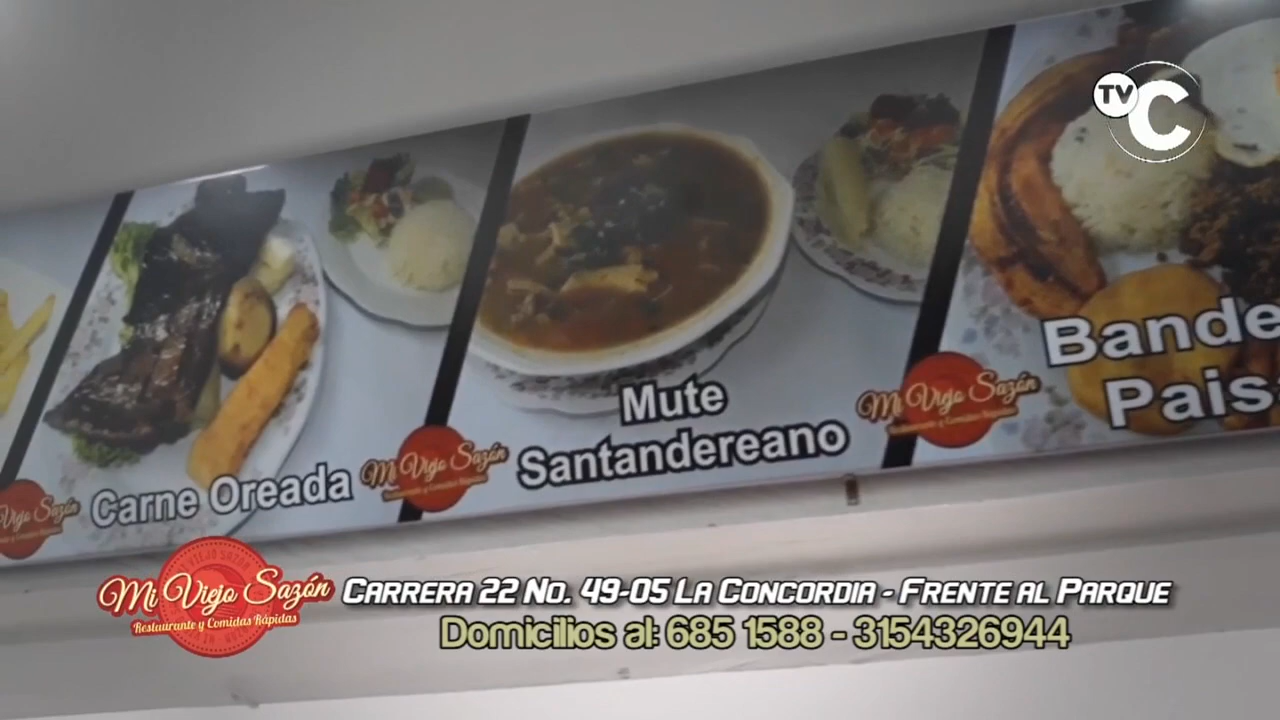 TV C
Bande
Pais
Mi Viejo Sazón
Mute
Santandereano
Mi Viejo Sazón
Carne Oreada
Viejo Sazón
Mi Viejo Sazón
Restaurante y Comidas Rápidas
CARRERA 22 NO. 49-05 LA CONCORDIA - FRENTE AL PARQUE
Domicilios al: 685 1588 - 3154326944